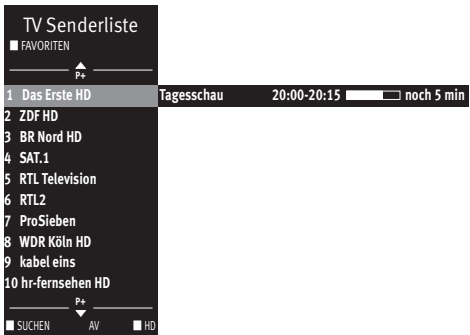 TV Senderliste
FAVORITEN
P+
1 Das Erste HD Tagesschau 20:00-20:15 noch 5 min
2 ZDF HD
3 BR Nord HD
4 SAT.1
5 RTL Television
6 RTL2
7 ProSieben
8 WDR Köln HD
9 kabel eins
10 hr-fernsehen HD
P+
SUCHEN AV HD